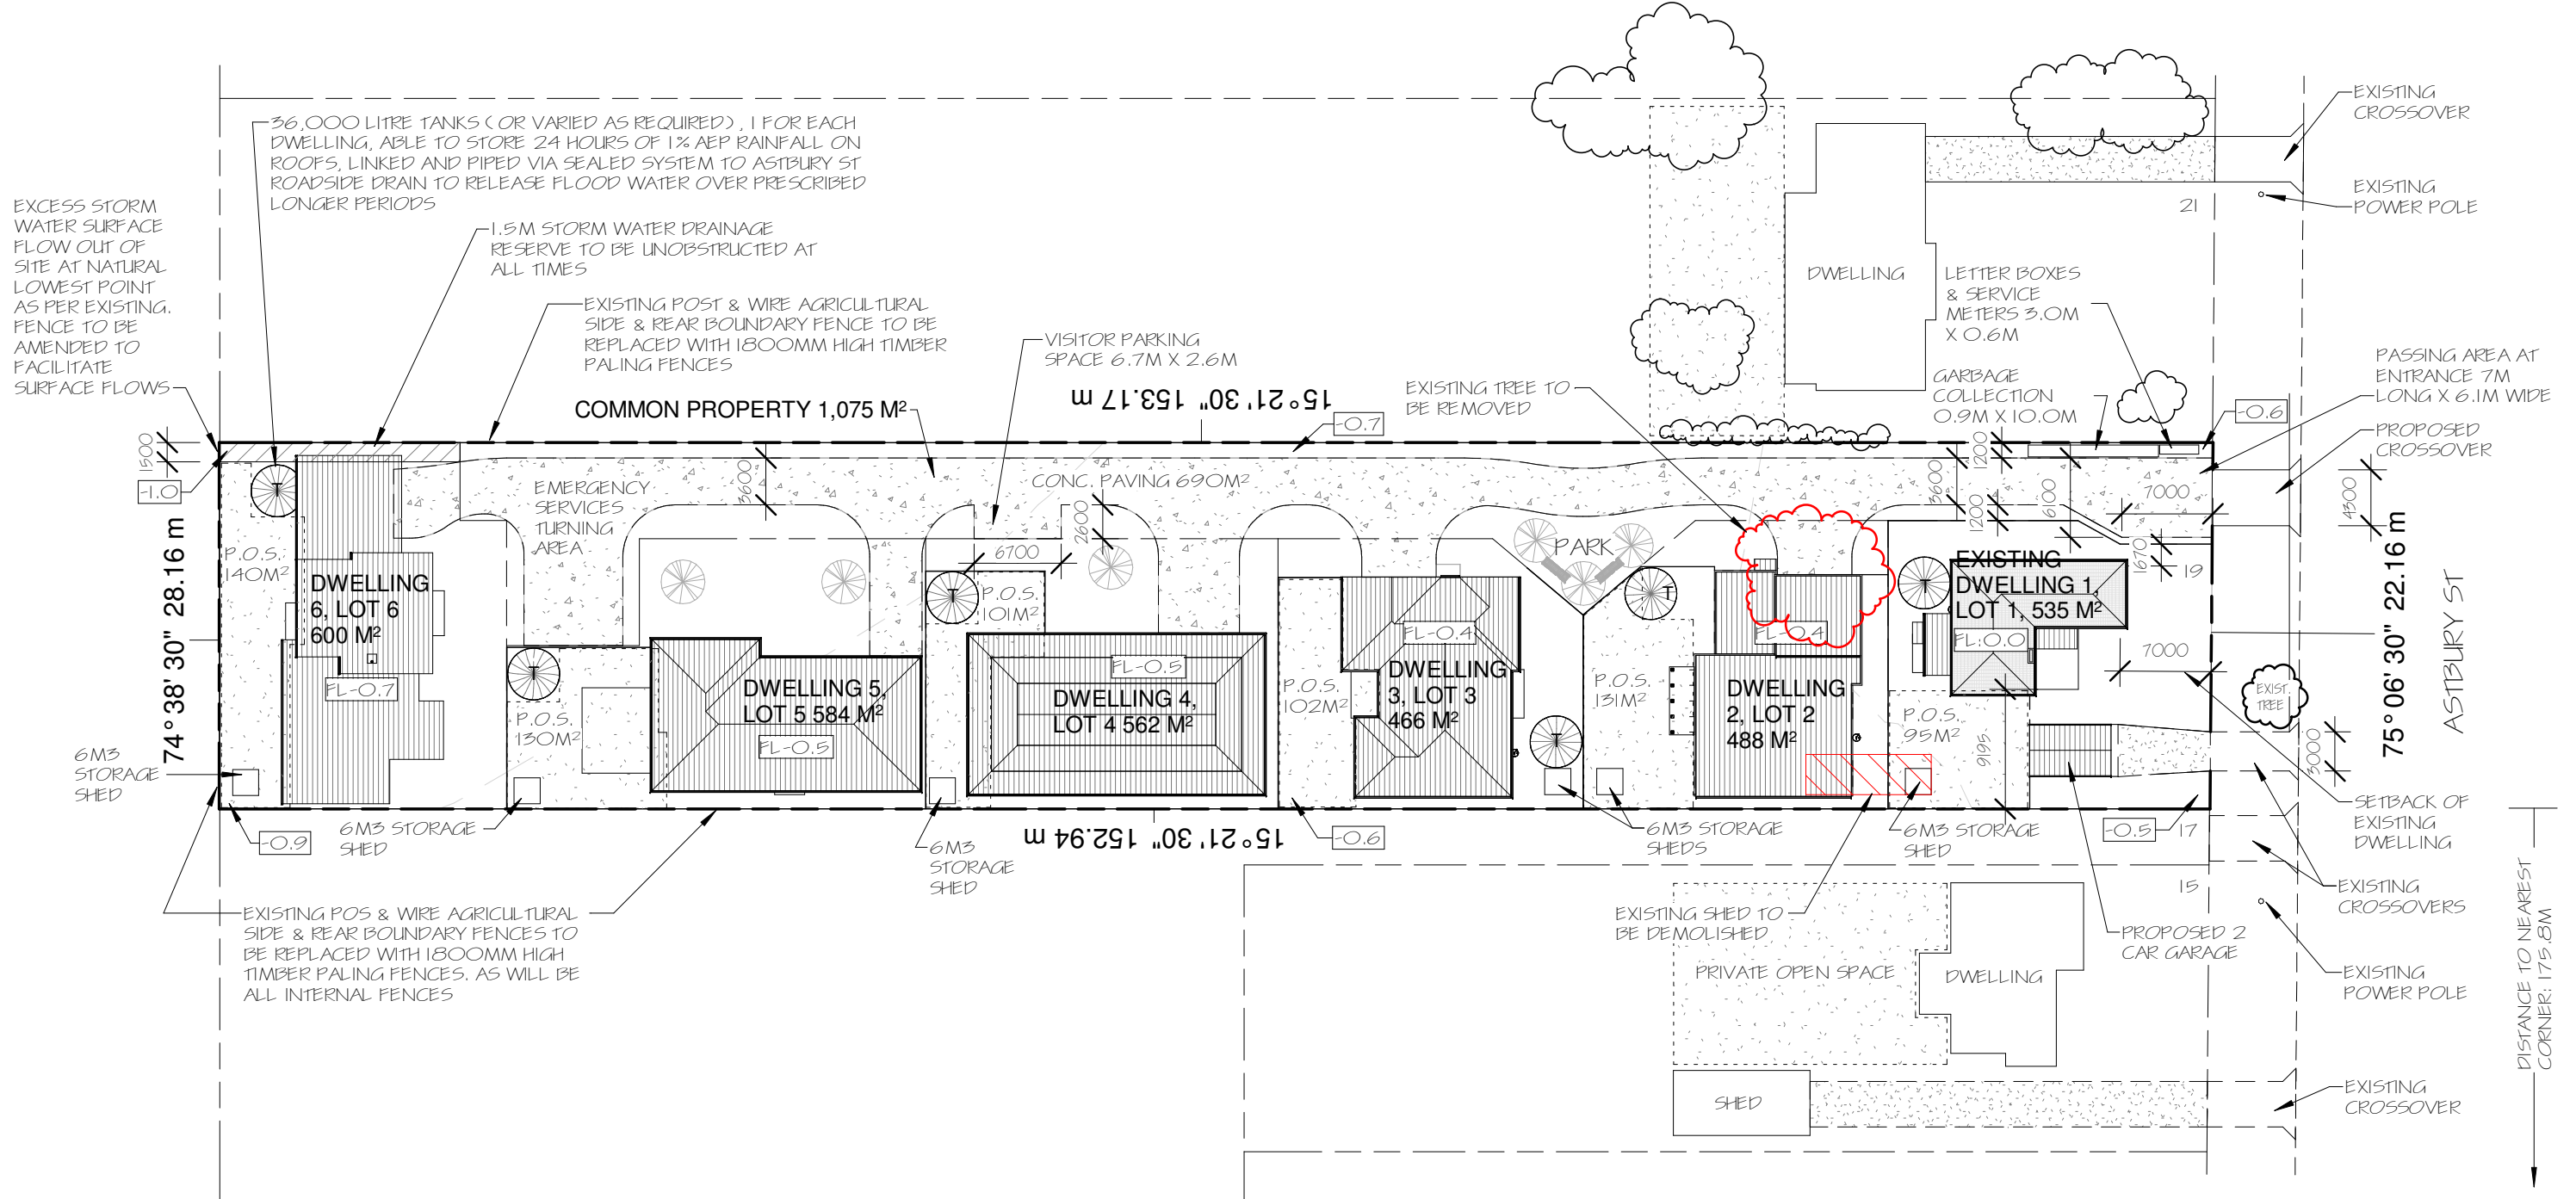 EXISTING
CROSSOVER
36,000 LITRE TANKS ( OR VARIED AS REQUIRED) , 1 FOR EACH
DWELLING, ABLE TO STORE 24 HOURS OF 1% AEP RAINFALL ON
ROOFS, LINKED AND PIPED VIA SEALED SYSTEM TO ASTBURY ST
ROADSIDE DRAIN TO RELEASE FLOOD WATER OVER PRESCRIBED
LONGER PERIODS
EXISTING
POWER POLE
21
EXCESS STORM
WATER SURFACE
FLOW OUT OF
SITE AT NATURAL
LOWEST POINT
AS PER EXISTING.
FENCE TO BE
AMENDED TO
FACILITATE
SURFACE FLOWS
1.5M STORM WATER DRAINAGE
RESERVE TO BE UNOBSTRUCTED AT
ALL TIMES
DWELLING
LETTER BOXES
& SERVICE
METERS 3.0M
X 0.6M
EXISTING POST & WIRE AGRICULTURAL
SIDE & REAR BOUNDARY FENCE TO BE
REPLACED WITH 1800MM HIGH TIMBER
PALING FENCES
VISITOR PARKING
SPACE 6.7M X 2.6M
PASSING AREA AT
ENTRANCE 7M
LONG X 6.1M WIDE
GARBAGE
COLLECTION
0.9M X 10.0M
EXISTING TREE TO
BE REMOVED
15°21'30" 153.17 m
COMMON PROPERTY 1,075 M²
-0.7
-0.6
PROPOSED
CROSSOVER
1500
-1.0
3600
CONC. PAVING 690M²
2600
6700
EMERGENCY
SERVICES
TURNING
AREA
3600
1200
1200
6100
7000
4300
1670
19
PARK
74°38'30" 28.16 m
75°06'30" 22.16 m
ASTBURY ST
P.O.S.
140M²
T
DWELLING
6, LOT 6
600 M²
FL-0.7
T
P.O.S.
130M²
DWELLING 5,
LOT 5 584 M²
FL-0.5
T
P.O.S.
101M²
FL-0.5
DWELLING 4,
LOT 4 562 M²
P.O.S.
102M²
FL-0.4
DWELLING
3, LOT 3
466 M²
T
T
P.O.S.
131M²
FL-0.4
DWELLING
2, LOT 2
488 M²
T
EXISTING
DWELLING 1,
LOT 1, 535 M²
FL:0.0
P.O.S.
95M²
9195
7000
EXIST.
TREE
3000
6M3
STORAGE
SHED
-0.9
6M3 STORAGE
SHED
6M3
STORAGE
SHED
15°21'30" 152.94 m
-0.6
6M3 STORAGE
SHEDS
6M3 STORAGE
SHED
-0.5
17
SETBACK OF
EXISTING
DWELLING
15
EXISTING
CROSSOVERS
EXISTING POS & WIRE AGRICULTURAL
SIDE & REAR BOUNDARY FENCES TO
BE REPLACED WITH 1800MM HIGH
TIMBER PALING FENCES. AS WILL BE
ALL INTERNAL FENCES
EXISTING SHED TO
BE DEMOLISHED
PROPOSED 2
CAR GARAGE
PRIVATE OPEN SPACE
DWELLING
EXISTING
POWER POLE
DISTANCE TO NEAREST
CORNER: 175.8M
SHED
EXISTING
CROSSOVER